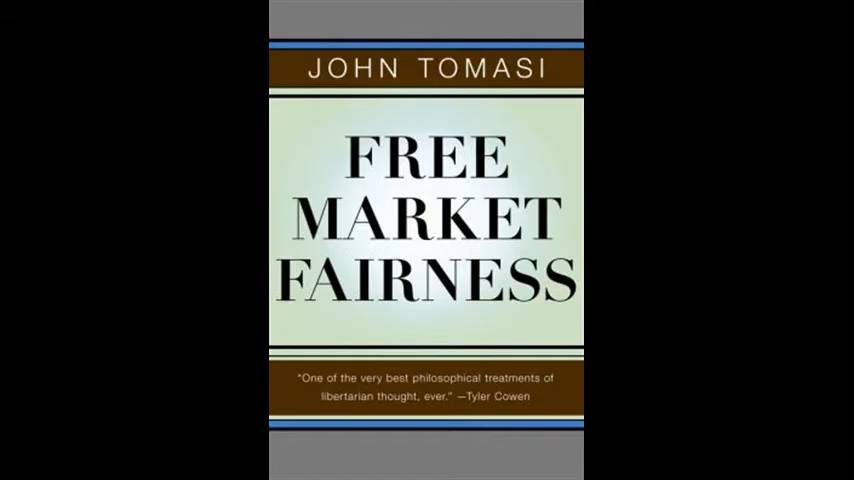 JOHN TOMASI
FREE
MARKET
FAIRNESS
“One of the very best philosophical treatments of
libertarian thought, ever.” —Tyler Cowen